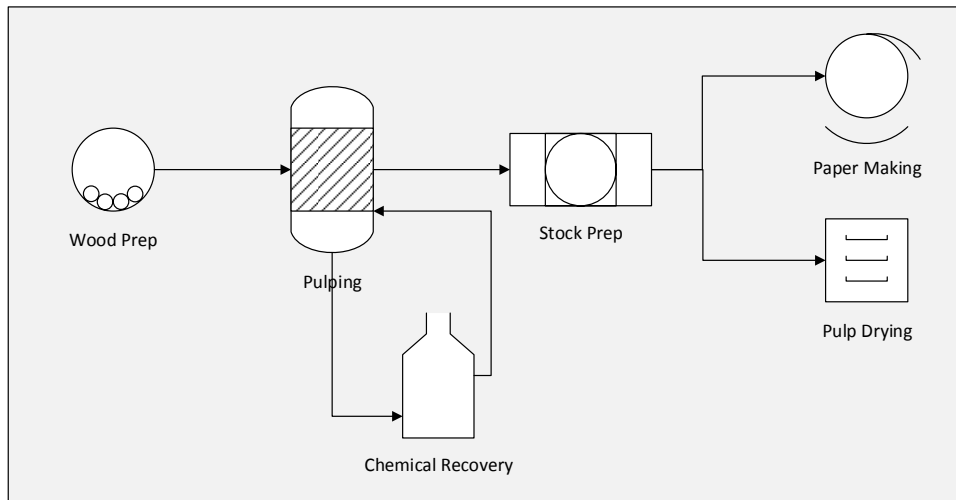 Wood Prep
Pulping
Chemical Recovery
Stock Prep
Paper Making
Pulp Drying